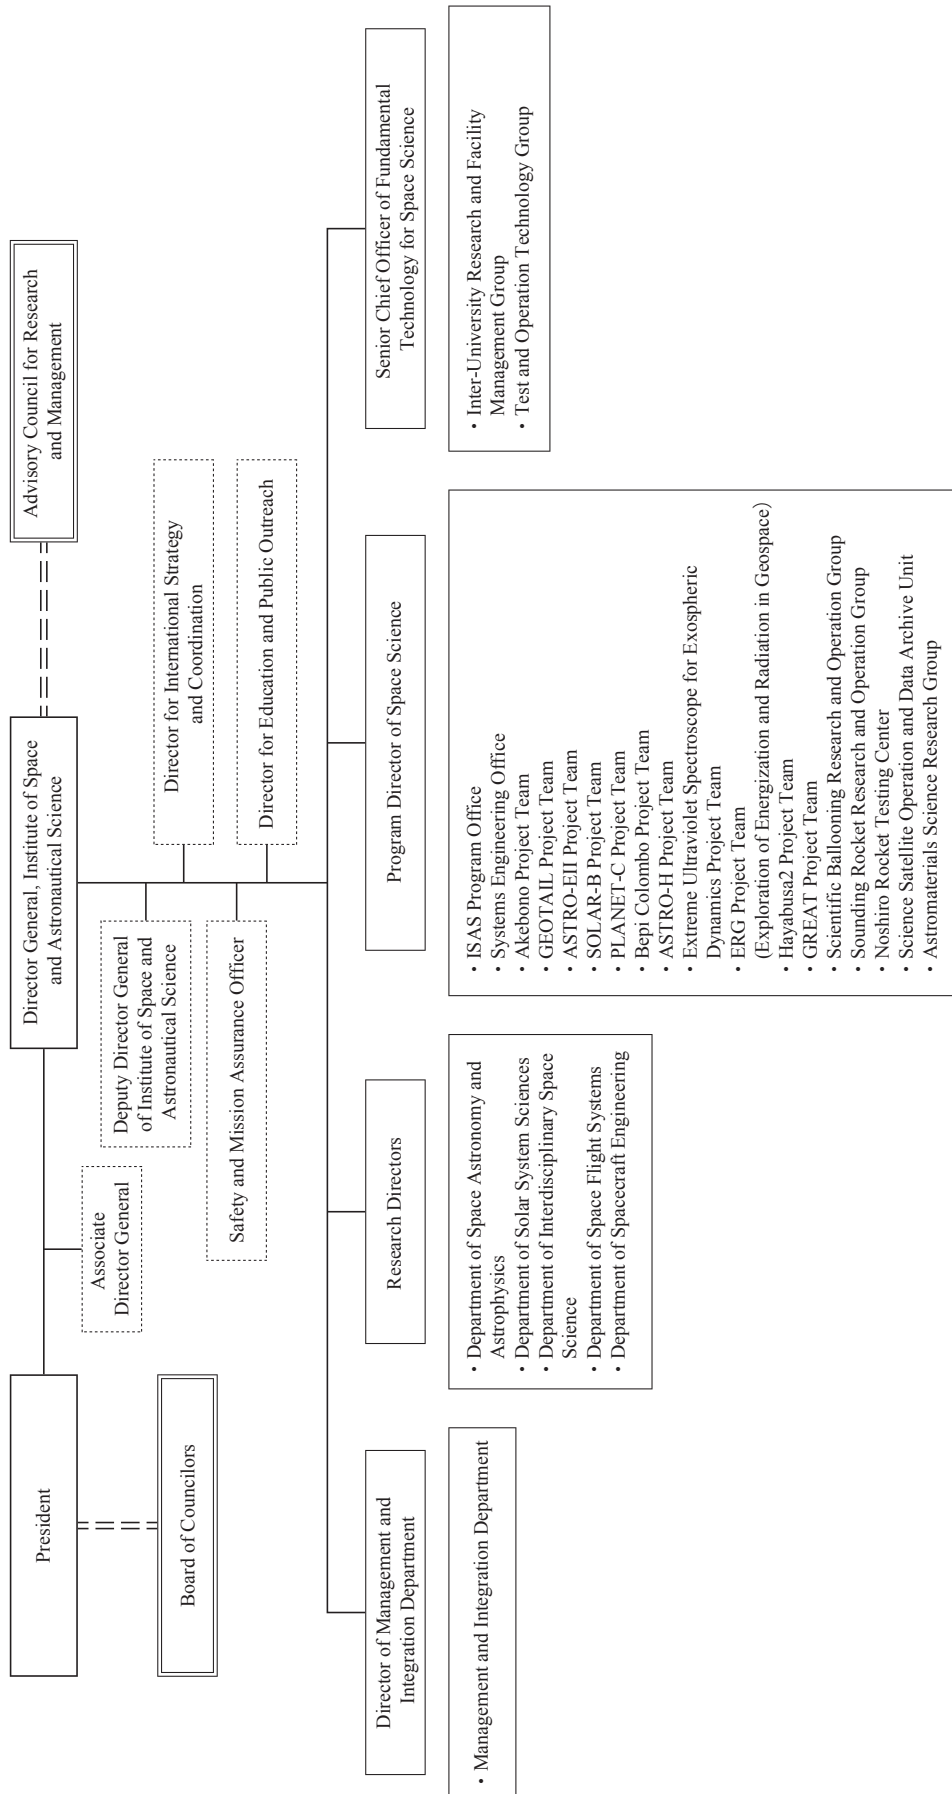 President
Board of Councilors
Associate
Director General
Director General, Institute of Space
and Astronautical Science
Advisory Council for Research
and Management
Deputy Director General
of Institute of Space and
Astronautical Science
Safety and Mission Assurance Officer
Director for International Strategy
and Coordination
Director for Education and Public Outreach
Director of Management and
Integration Department
• Management and Integration Department
Research Directors
• Department of Space Astronomy and
Astrophysics
• Department of Solar System Sciences
• Department of Interdisciplinary Space
Science
• Department of Space Flight Systems
• Department of Spacecraft Engineering
Program Director of Space Science
• ISAS Program Office
• Systems Engineering Office
• Akebono Project Team
• GEOTAIL Project Team
• ASTRO-EII Project Team
• SOLAR-B Project Team
• PLANET-C Project Team
• Bepi Colombo Project Team
• ASTRO-H Project Team
• Extreme Ultraviolet Spectroscope for Exospheric
Dynamics Project Team
• ERG Project Team
(Exploration of Energization and Radiation in Geospace)
• Hayabusa2 Project Team
• GREAT Project Team
• Scientific Ballooning Research and Operation Group
• Sounding Rocket Research and Operation Group
• Noshiro Rocket Testing Center
• Science Satellite Operation and Data Archive Unit
• Astromaterials Science Research Group
Senior Chief Officer of Fundamental
Technology for Space Science
• Inter-University Research and Facility
Management Group
• Test and Operation Technology Group